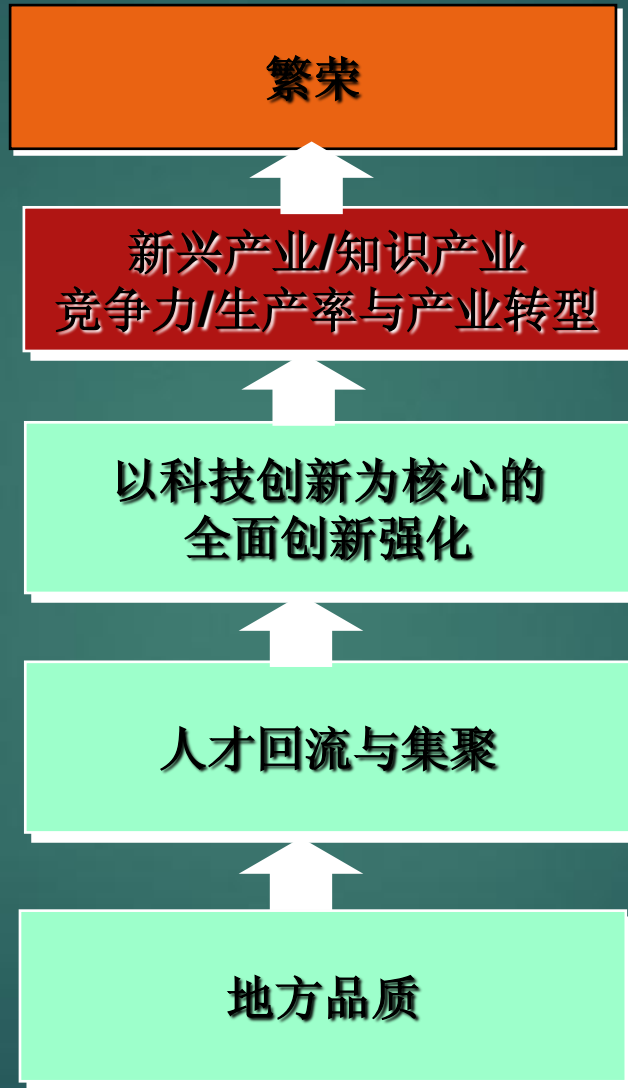 繁荣
新兴产业/知识产业
竞争力/生产率与产业转型
以科技创新为核心的
全面创新强化
人才回流与集聚
地方品质